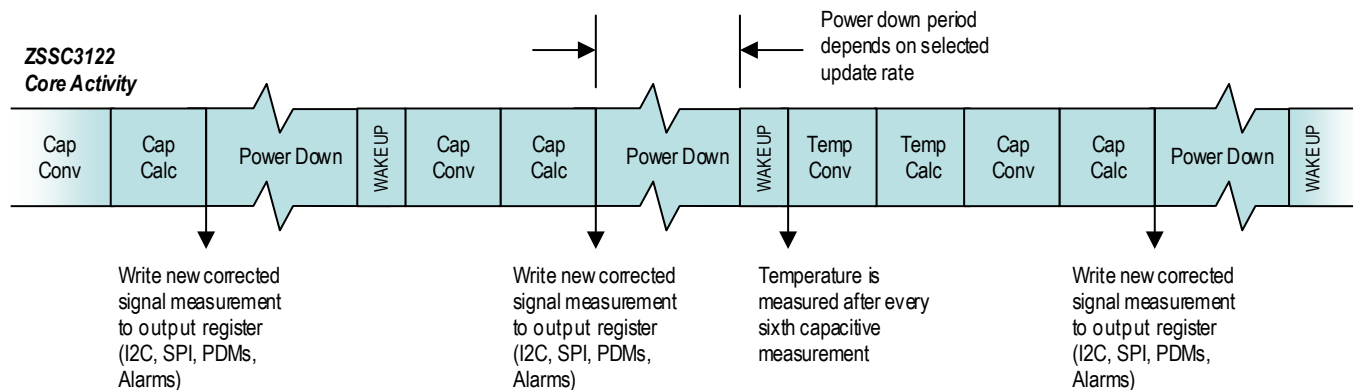 Power down period
depends on selected
update rate
ZSSC3122
Core Activity
Cap
Conv
Cap
Calc
Power Down
WAKE UP
Cap
Conv
Cap
Calc
Power Down
WAKE UP
Temp
Conv
Temp
Calc
Cap
Conv
Cap
Calc
Power Down
WAKE UP
Write new corrected
signal measurement
to output register
(I2C, SPI, PDMs,
Alarms)
Write new corrected
signal measurement
to output register
(I2C, SPI, PDMs,
Alarms)
Temperature is
measured after every
sixth capacitive
measurement
Write new corrected
signal measurement
to output register
(I2C, SPI, PDMs,
Alarms)